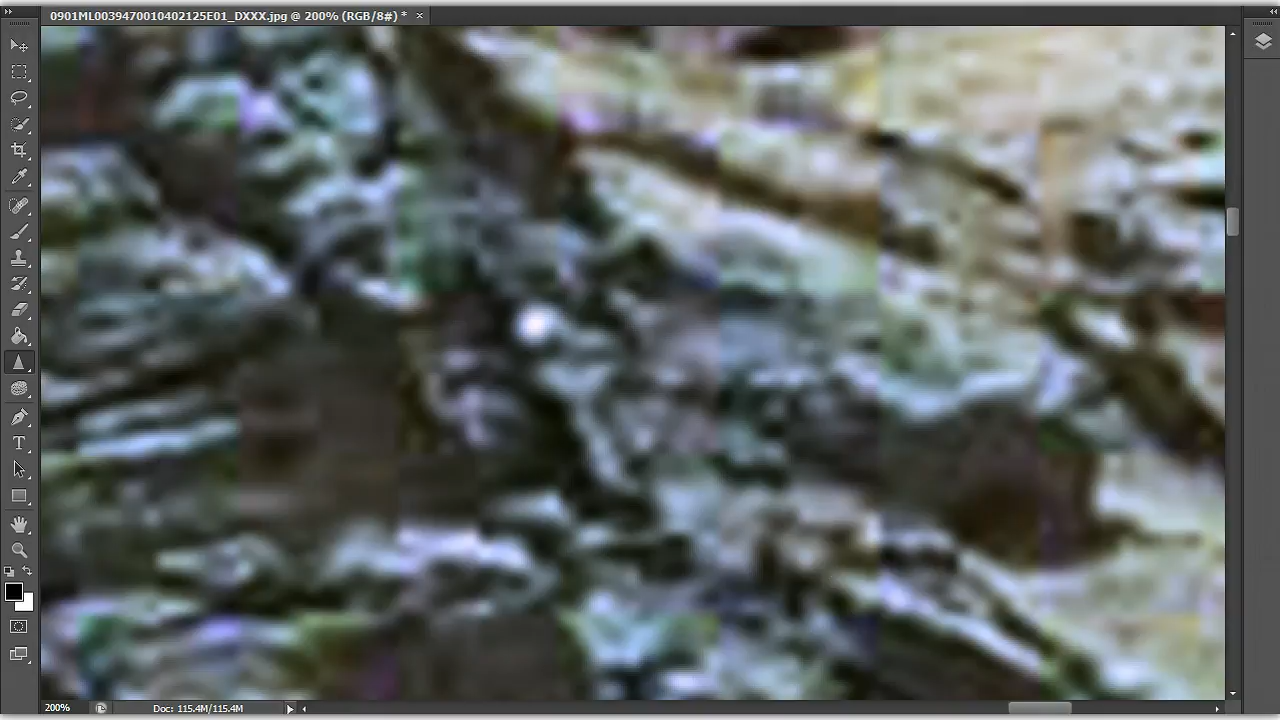 0901ML0039470010402125E01_DXXX.jpg @ 200% (RGB/8#) * ×
T
200% Doc: 115.4M/115.4M